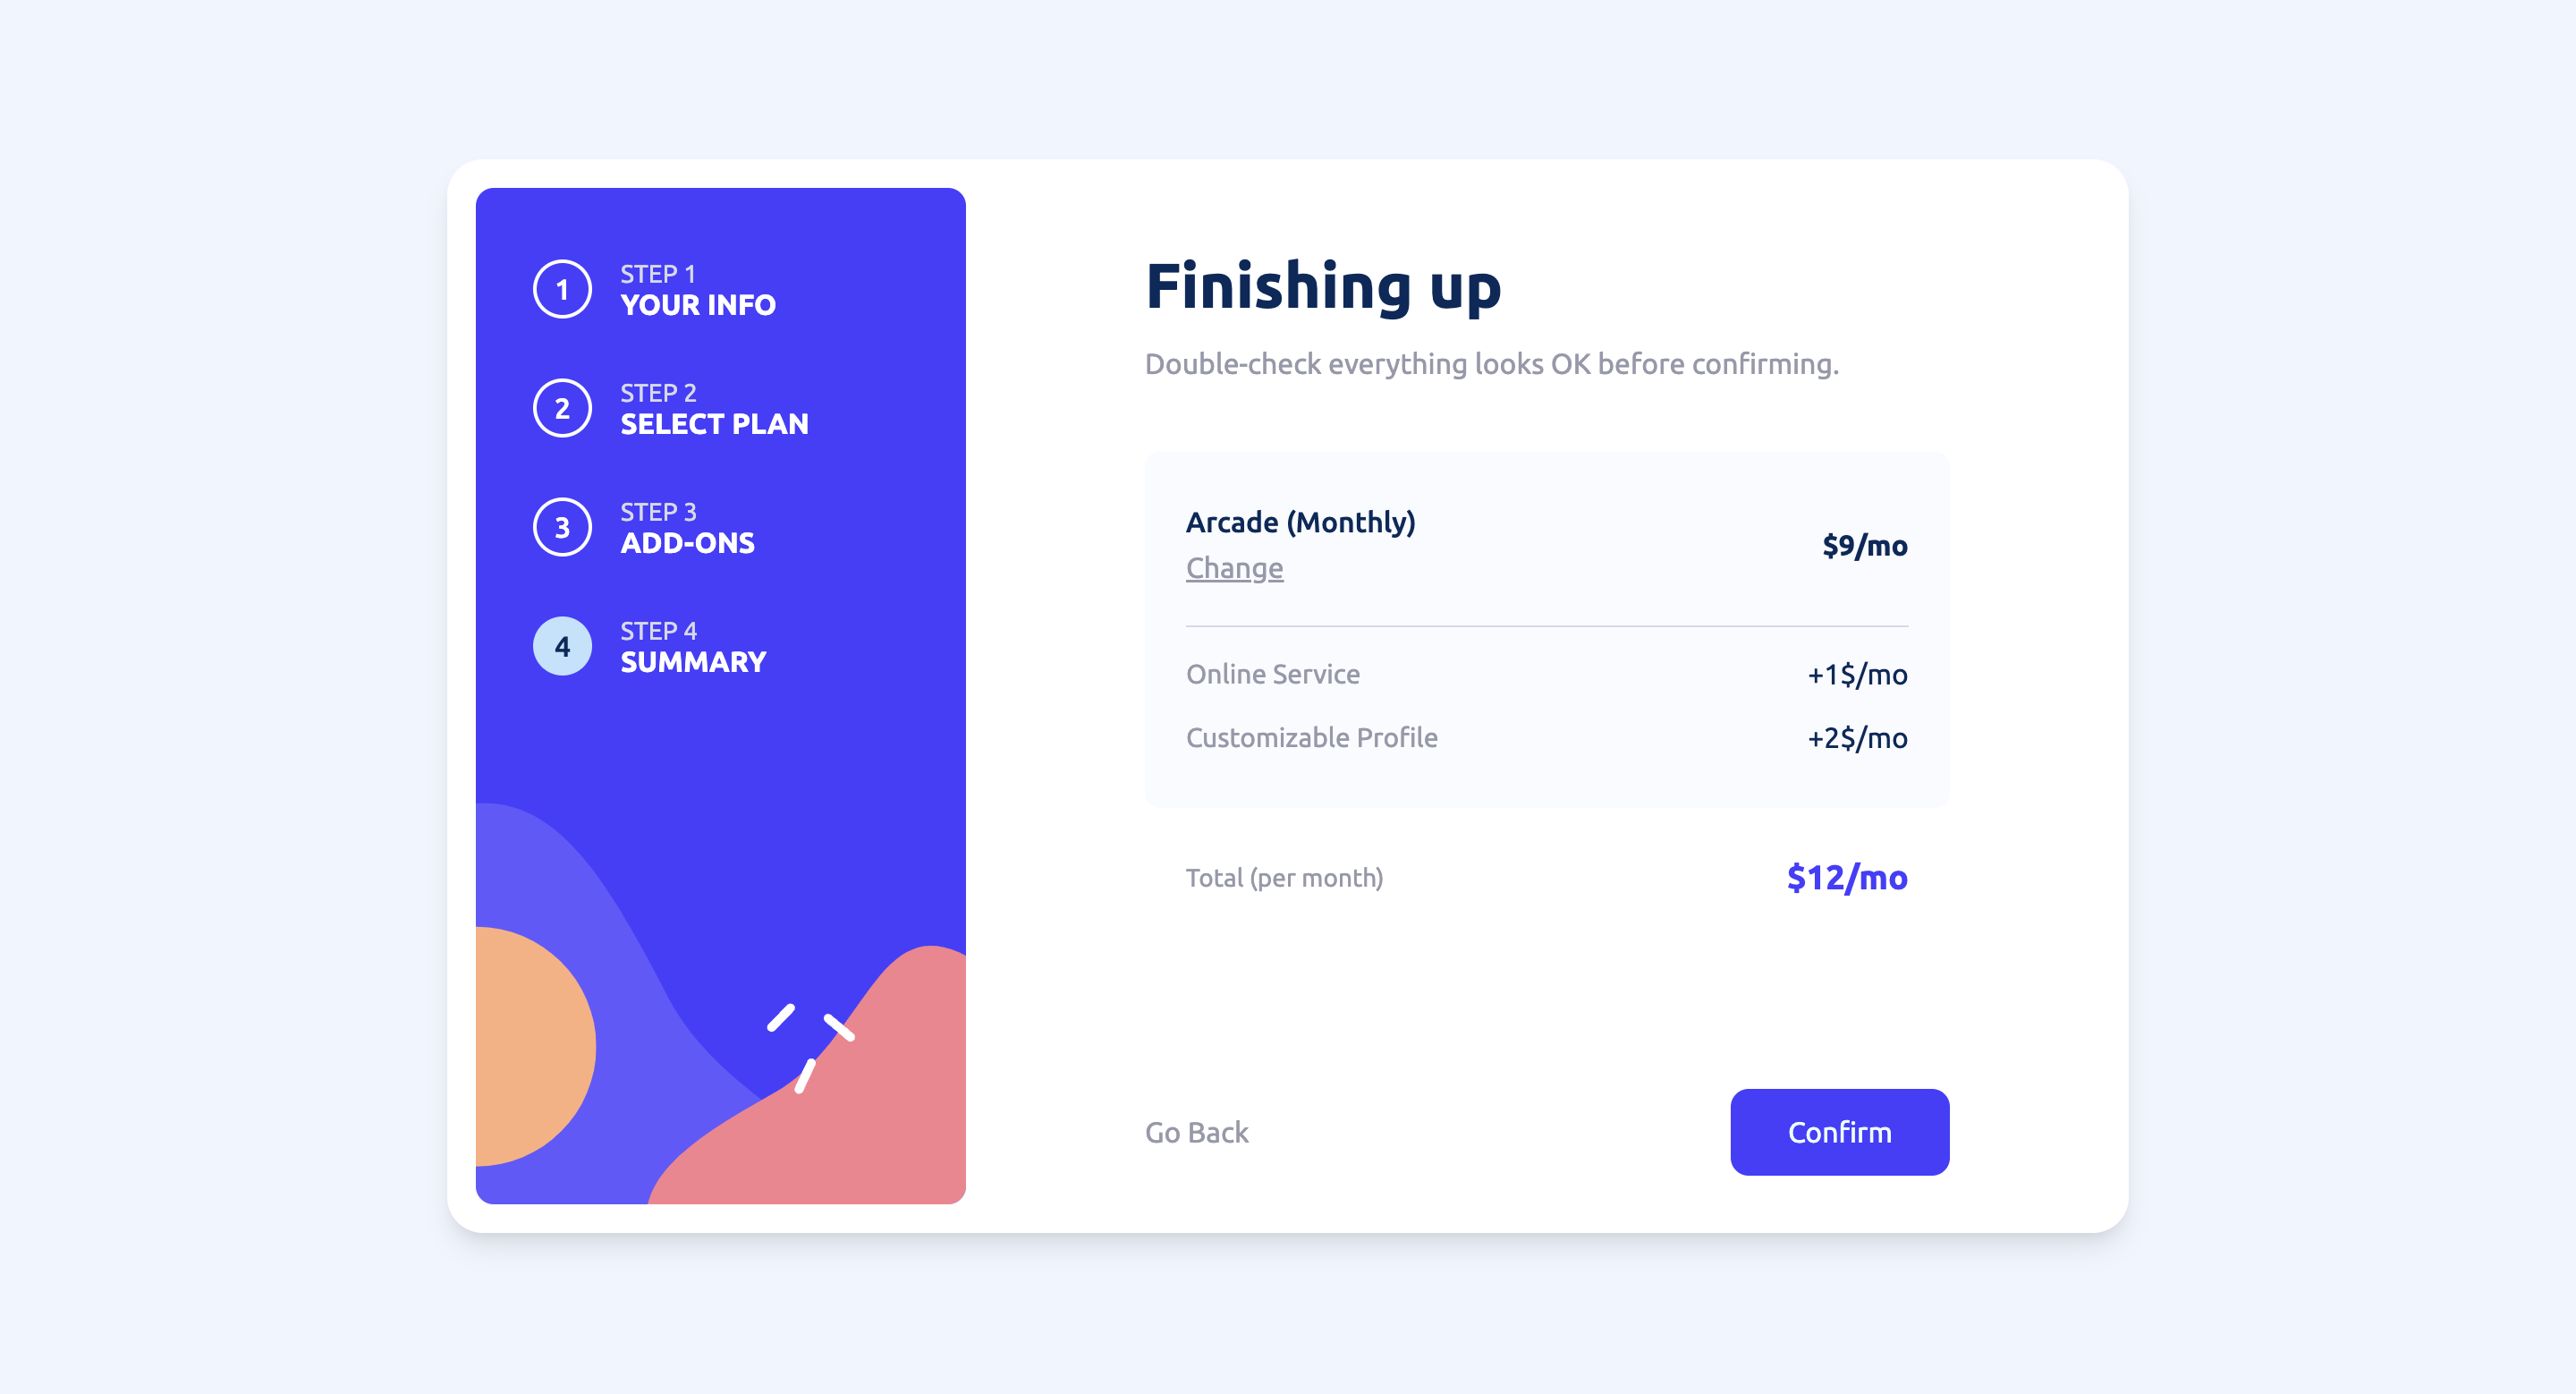 1
STEP 1
YOUR INFO
2
STEP 2
SELECT PLAN
3
STEP 3
ADD-ONS
4
STEP 4
SUMMARY
Finishing up
Double-check everything looks OK before confirming.
Arcade (Monthly)
Change
$9/mo
Online Service
+1$/mo
Customizable Profile
+2$/mo
Total (per month)
$12/mo
Go Back
Confirm